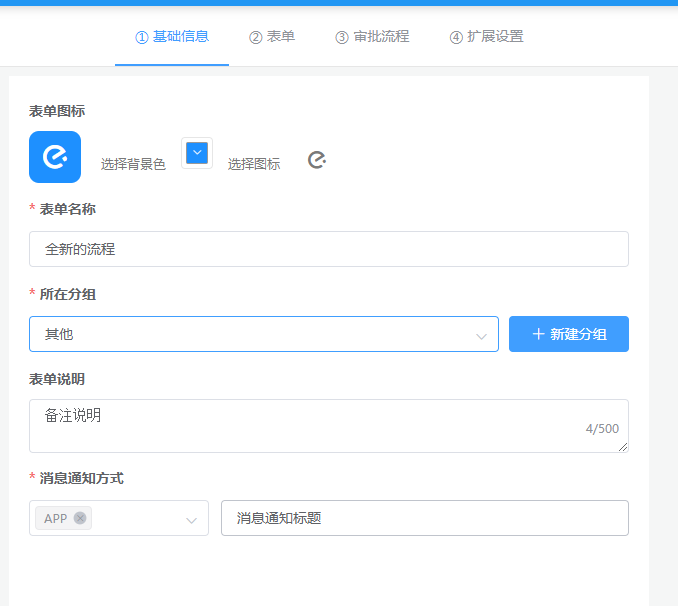 ① 基础信息 ② 表单 ③ 审批流程 ④ 扩展设置
表单图标
选择背景色 选择图标
* 表单名称
全新的流程
* 所在分组
其他 + 新建分组
表单说明
备注说明
4/500
* 消息通知方式
APP 消息通知标题